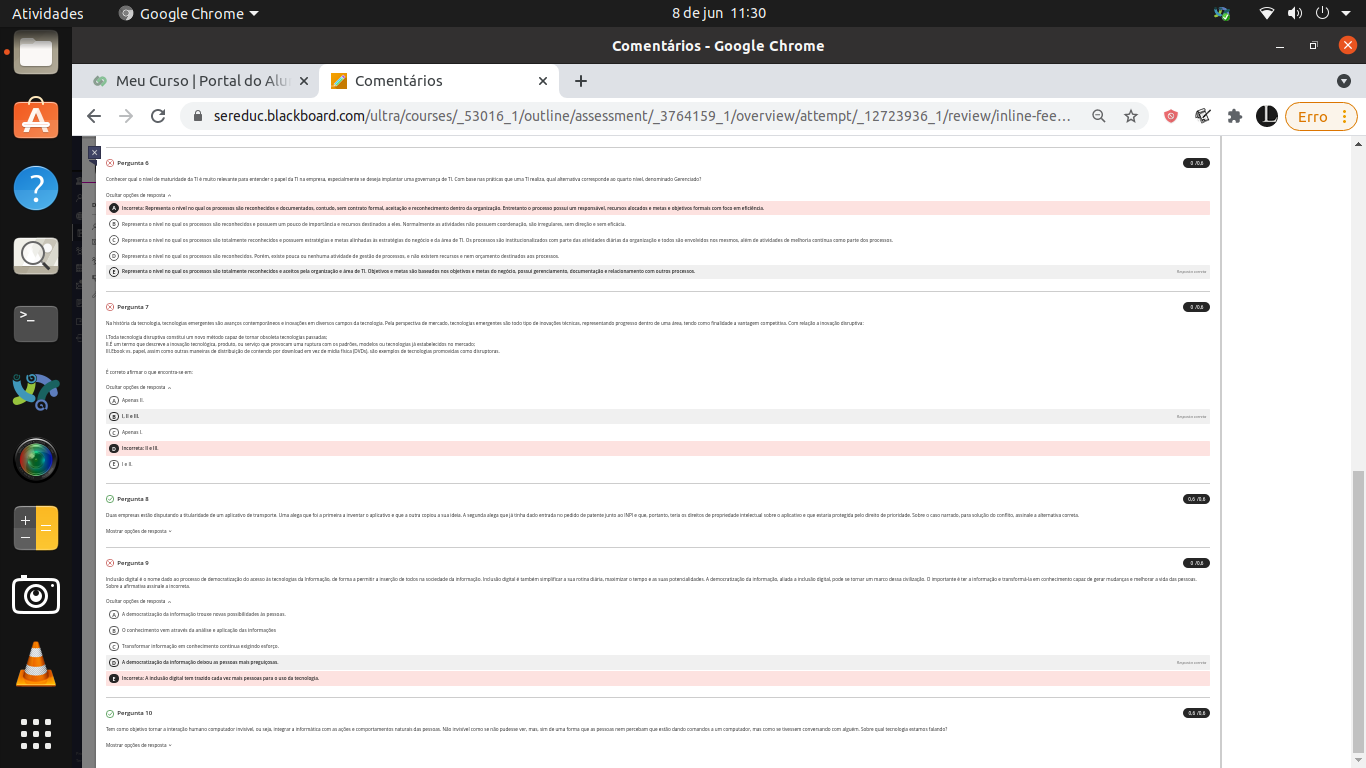 Atividades
Google Chrome
8 de jun 11:30
Comentários - Google Chrome
Meu Curso | Portal do Alu
Comentários
sereduc.blackboard.com/ultra/courses/_53016_1/outline/assessment/_3764159_1/overview/attempt/_12723936_1/review/inline-fee...
Erro
Pergunta 6
0 /0,6
Conhecer qual o nível de maturidade da TI é muito relevante para entender o papel da TI na empresa, especialmente se deseja implantar uma governança de TI. Com base nas práticas que uma TI realiza, qual alternativa corresponde ao quarto nível, denominado Gerenciado?
Ocultar opções de resposta
A Incorreta: Representa o nível no qual os processos são reconhecidos e documentados, contudo, sem contrato formal, aceitação e reconhecimento dentro da organização. Entretanto o processo possui um responsável, recursos alocados e metas e objetivos formais com foco em eficiência.
B Representa o nível no qual os processos são reconhecidos e possuem um pouco de importância e recursos destinados a eles. Normalmente as atividades não possuem coordenação, são irregulares, sem direção e sem eficácia.
C Representa o nível no qual os processos são totalmente reconhecidos e possuem estratégias e metas alinhadas às estratégias do negócio e da área de TI. Os processos são institucionalizados com parte das atividades diárias da organização e todos são envolvidos nos mesmos, além da atividades de melhoria contínua como parte dos processos.
D Representa o nível no qual os processos são reconhecidos. Porém, existe pouca ou nenhuma atividade de gestão de processos, e não existem recursos e nem orçamento destinados aos processos.
E Representa o nível no qual os processos são totalmente reconhecidos e aceitos pela organização e área de TI. Objetivos e metas são baseados nos objetivos e metas do negócio, possui gerenciamento, documentação e relacionamento com outros processos.
Resposta correta
Pergunta 7
0 /0,6
Na história da tecnologia, tecnologias emergentes são avanços contemporâneos e inovações em diversos campos da tecnologia. Pela perspectiva de mercado, tecnologias emergentes são todo tipo de inovações técnicas, representando progresso dentro de uma área, tendo como finalidade a vantagem competitiva. Com relação a inovação disruptiva:
I.Toda tecnologia disruptiva constitui um novo método capaz de tornar obsoleta tecnologias passadas;
II.É um termo que descreve a inovação tecnológica, produto, ou serviço que provocam uma ruptura com os padrões, modelos ou tecnologias já estabelecidos no mercado;
III.Ebook vs. papel, assim como outras maneiras de distribuição de contendo por download em vez de mídia física (DVDs), são exemplos de tecnologias promovidas como disruptoras.
É correto afirmar o que encontra-se em:
Ocultar opções de resposta
A Apenas II.
B I, II e III.
Resposta correta
C Apenas I.
D Incorreta: II e III.
E I e II.
Pergunta 8
0,6 /0,6
Duas empresas estão disputando a titularidade de um aplicativo de transporte. Uma alega que foi a primeira a inventar o aplicativo e que a outra copiou a sua ideia. A segunda alega que já tinha dado entrada no pedido de patente junto ao INPI e que, portanto, teria os direitos de propriedade intelectual sobre o aplicativo e que estaria protegida pelo direito de prioridade. Sobre o caso narrado, para solução do conflito, assinale a alternativa correta.
Mostrar opções de resposta
Pergunta 9
0 /0,6
Inclusão digital é o nome dado ao processo de democratização do acesso às tecnologias da Informação, de forma a permitir a inserção de todos na sociedade da informação. Inclusão digital é também simplificar a sua rotina diária, maximizar o tempo e as suas potencialidades. A democratização da informação, aliada a inclusão digital, pode se tornar um marco dessa civilização. O importante é ter a informação e transformá-la em conhecimento capaz de gerar mudanças e melhorar a vida das pessoas.
Sobre a afirmativa assinale a incorreta.
Ocultar opções de resposta
A A democratização da informação trouxe novas possibilidades às pessoas.
B O conhecimento vem através da análise e aplicação das informações
C Transformar informação em conhecimento continua exigindo esforço.
D A democratização da informação deixou as pessoas mais preguiçosas.
Resposta correta
E Incorreta: A inclusão digital tem trazido cada vez mais pessoas para o uso da tecnologia.
Pergunta 10
0,6 /0,6
Tem como objetivo tornar a interação humano computador invisível, ou seja, integrar a informática com as ações e comportamentos naturais das pessoas. Não invisível como se não pudesse ver, mas, sim de uma forma que as pessoas nem percebam que estão dando comandos a um computador, mas como se tivessem conversando com alguém. Sobre qual tecnologia estamos falando?
Mostrar opções de resposta